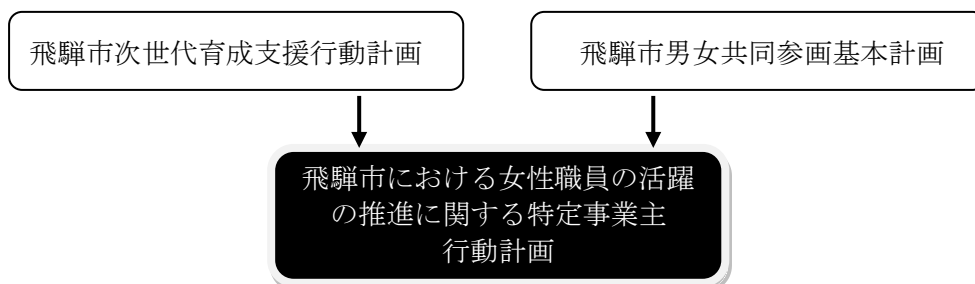 飛騨市次世代育成支援行動計画
飛騨市男女共同参画基本計画
飛騨市における女性職員の活躍
の推進に関する特定事業主
行動計画